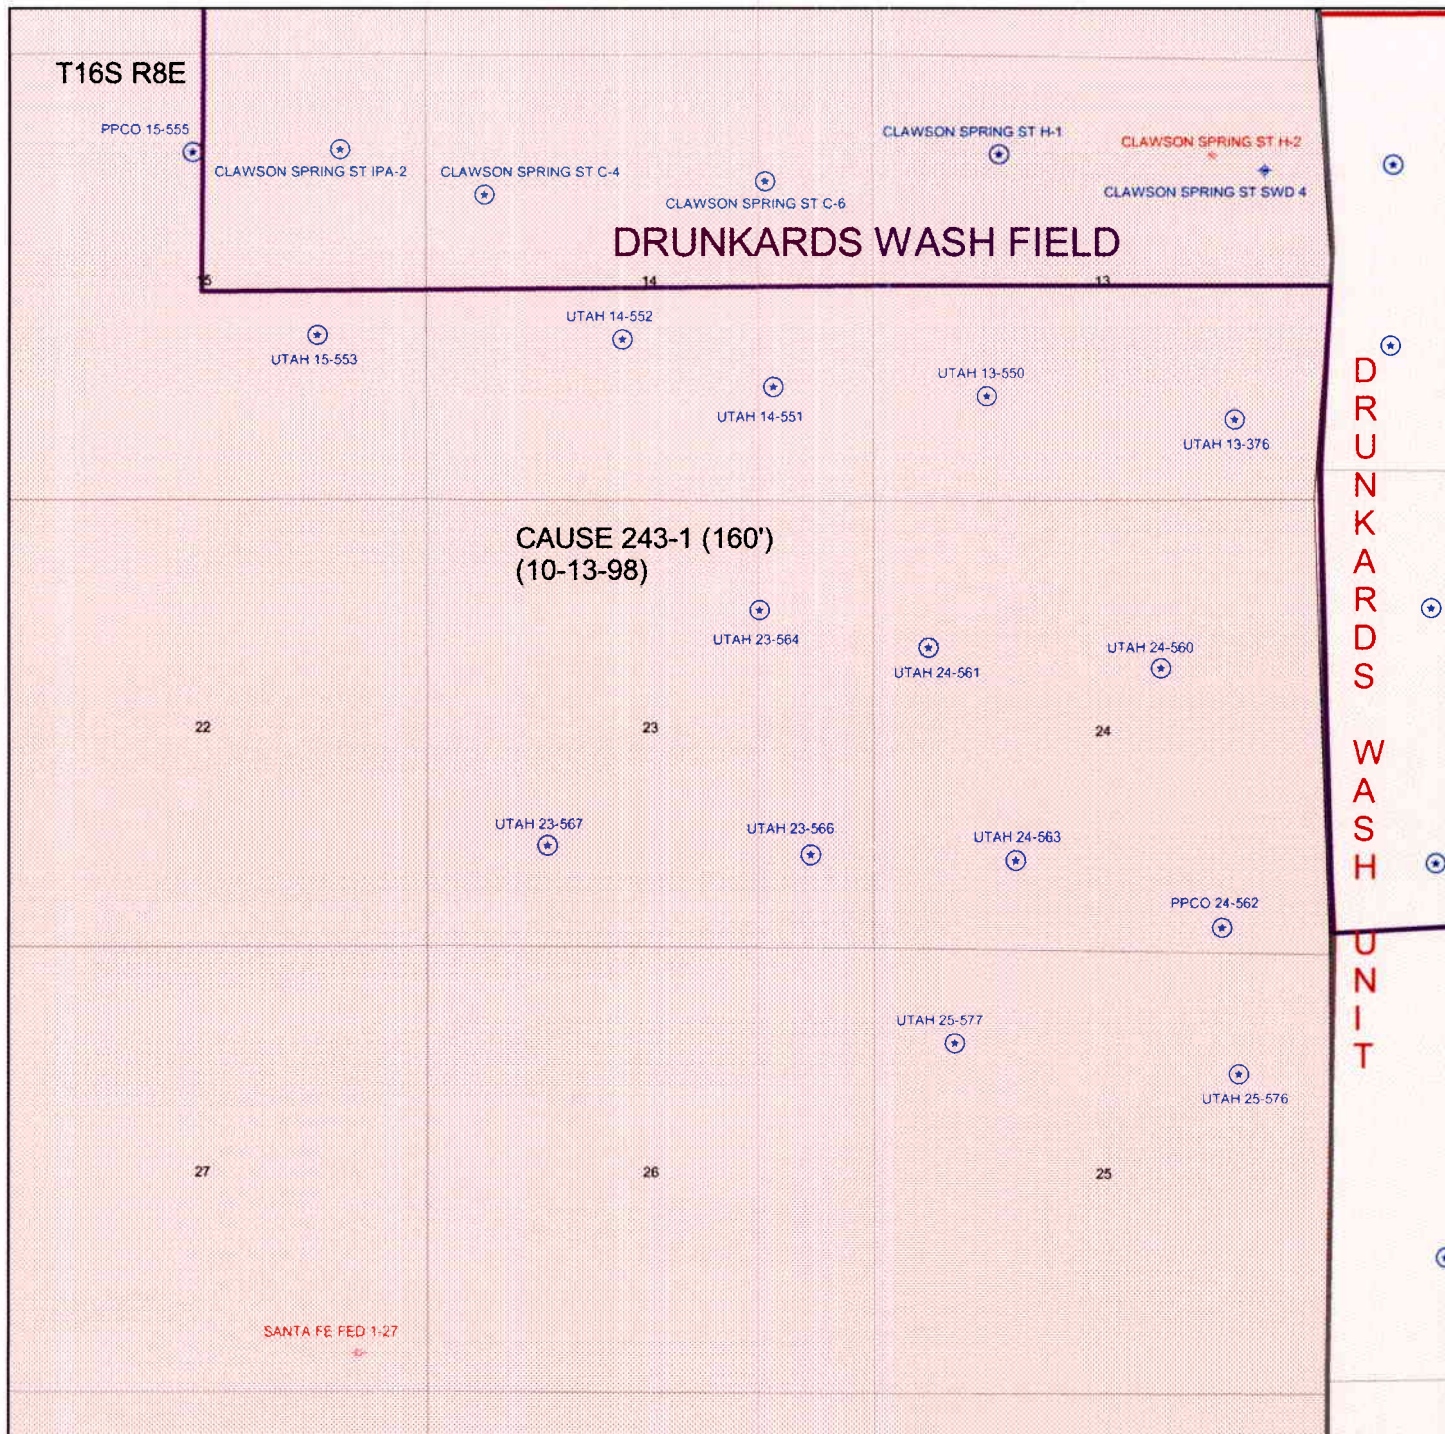 T16S R8E
PPCO 15-555
CLAWSON SPRING ST IPA-2
CLAWSON SPRING ST C-4
CLAWSON SPRING ST C-6
CLAWSON SPRING ST H-1
CLAWSON SPRING ST H-2
CLAWSON SPRING ST SWD 4
DRUNKARDS WASH FIELD
15
14
13
UTAH 15-553
UTAH 14-552
UTAH 14-551
UTAH 13-550
UTAH 13-376
DRUNKARDS WASH UNIT
CAUSE 243-1 (160')
(10-13-98)
UTAH 23-564
UTAH 24-561
UTAH 24-560
22
23
24
UTAH 23-567
UTAH 23-566
UTAH 24-563
PPCO 24-562
UTAH 25-577
UTAH 25-576
27
26
25
SANTA FE FED 1-27